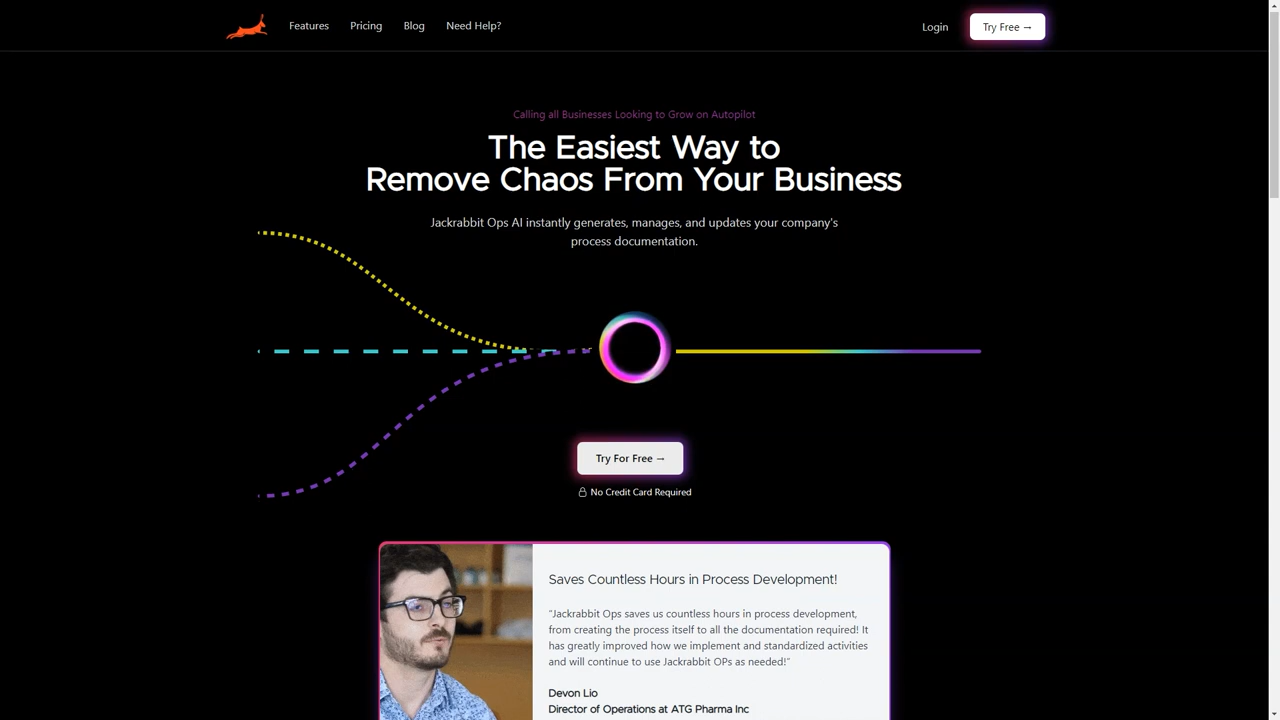 Features
Pricing
Blog
Need Help?
Login
Try Free →
Calling all Businesses Looking to Grow on Autopilot
The Easiest Way to
Remove Chaos From Your Business
Jackrabbit Ops AI instantly generates, manages, and updates your company's
process documentation.
Try For Free →
No Credit Card Required
Saves Countless Hours in Process Development!
"Jackrabbit Ops saves us countless hours in process development,
from creating the process itself to all the documentation required! It
has greatly improved how we implement and standardized activities
and will continue to use Jackrabbit OPs as needed!"
Devon Lio
Director of Operations at ATG Pharma Inc